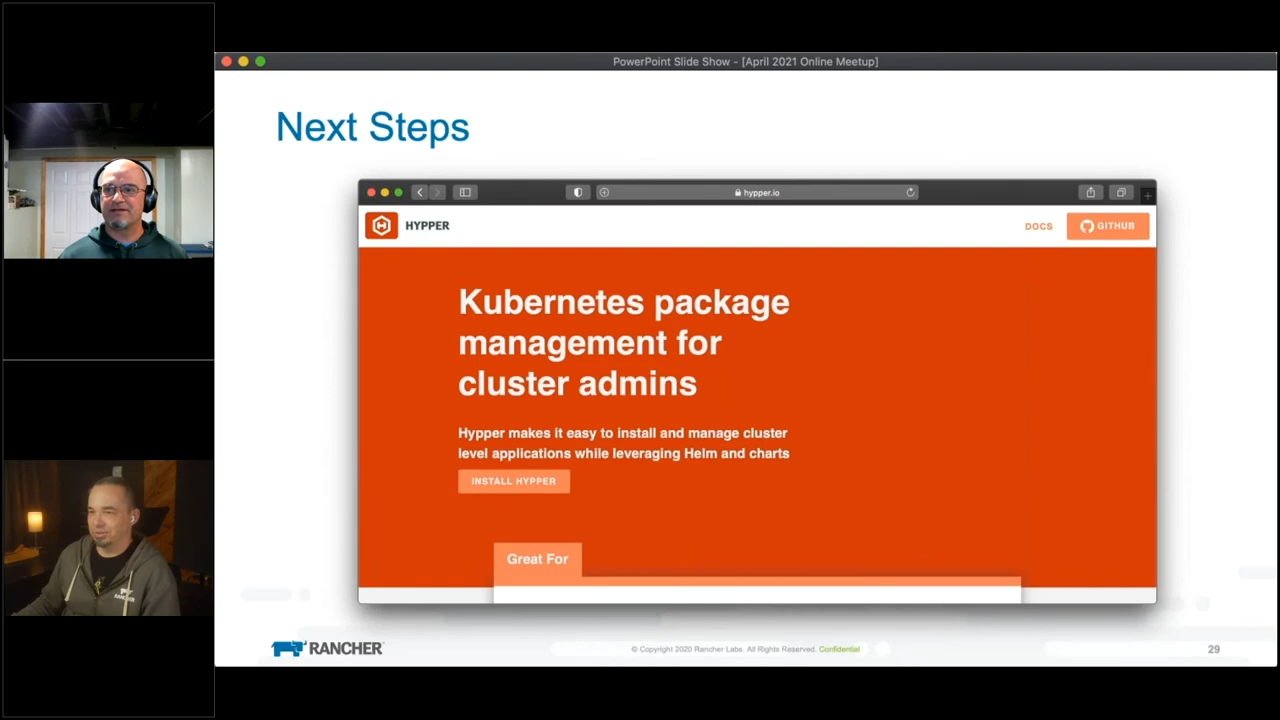 PowerPoint Slide Show - [April 2021 Online Meetup]
Next Steps
hypper.io
HYPPER
DOCS
GITHUB
Kubernetes package
management for
cluster admins
Hypper makes it easy to install and manage cluster
level applications while leveraging Helm and charts
INSTALL HYPPER
Great For
RANCHER
© Copyright 2020 Rancher Labs. All Rights Reserved. Confidential
29
RANCHER